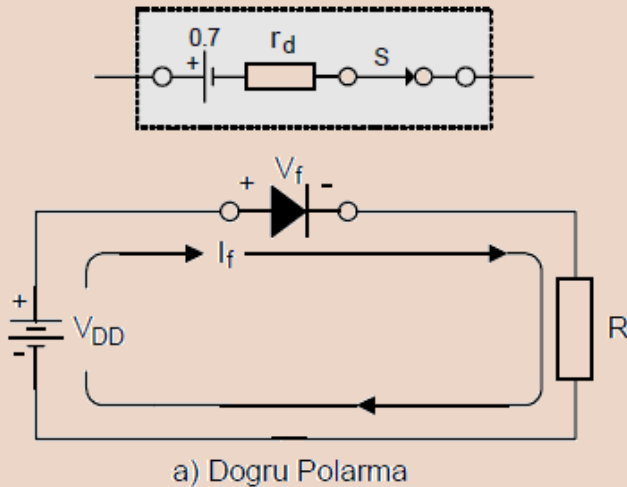 0.7
+
r_d
S
V_f
+ -
I_f
+
V_DD
-
R
a) Dogru Polarma